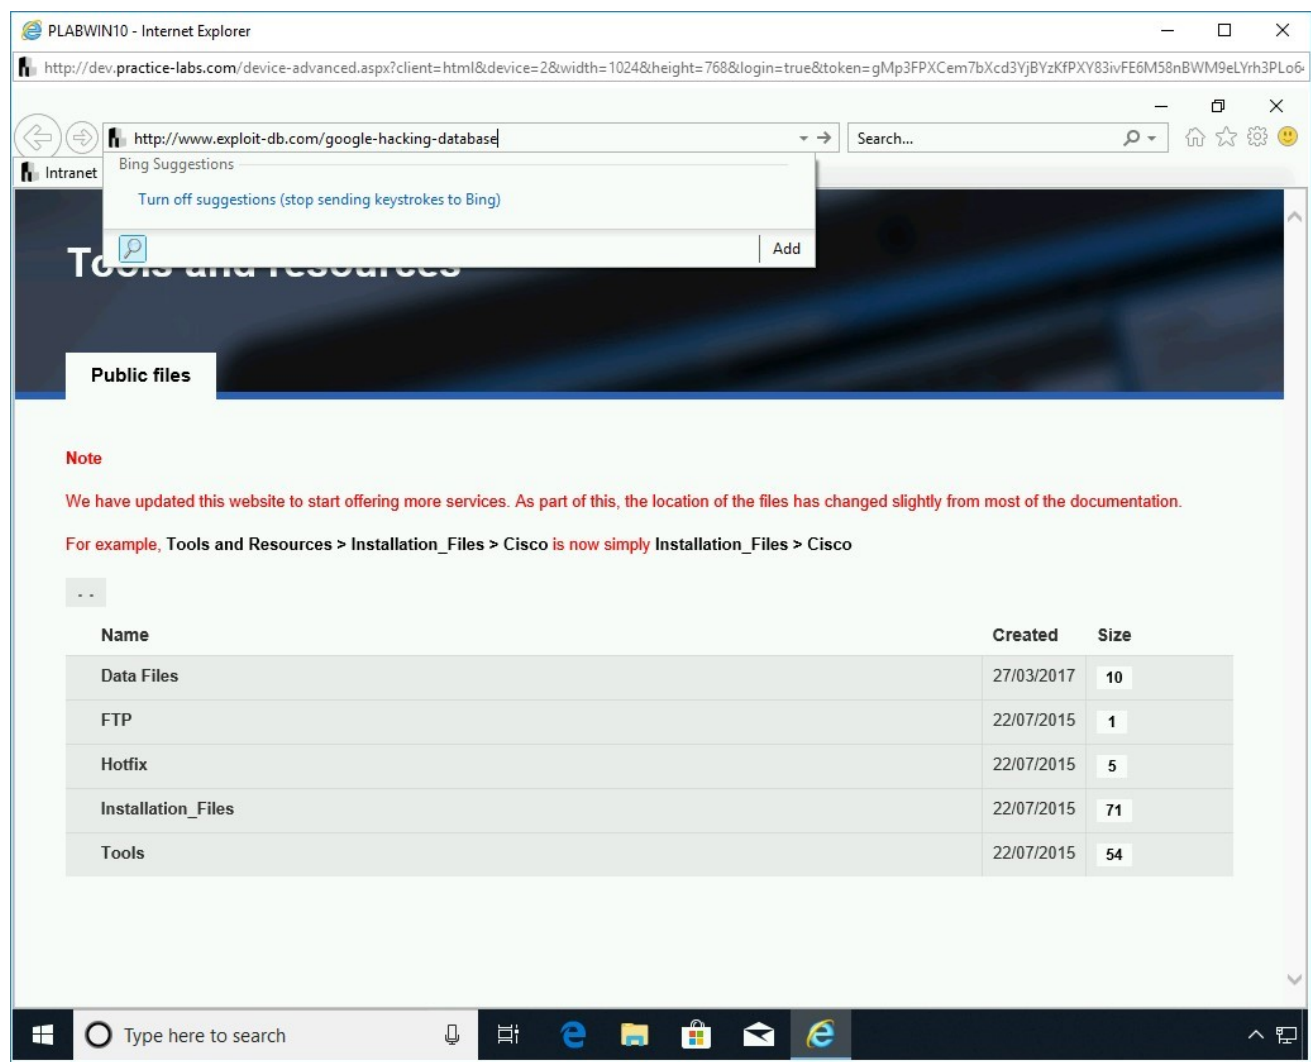 PLABWIN10 - Internet Explorer
http://dev.practice-labs.com/device-advanced.aspx?client=html&device=2&width=1024&height=768&login=true&token=gMp3FPXCem7bXcd3YjBYzKfPXY83ivFE6M58nBWM9eLYrh3PLo6
http://www.exploit-db.com/google-hacking-database
Search...
Intranet
Bing Suggestions
Turn off suggestions (stop sending keystrokes to Bing)
Add
Tools and resources
Public files
Note
We have updated this website to start offering more services. As part of this, the location of the files has changed slightly from most of the documentation.
For example, Tools and Resources > Installation_Files > Cisco is now simply Installation_Files > Cisco
. .
Name Created Size
Data Files 27/03/2017 10
FTP 22/07/2015 1
Hotfix 22/07/2015 5
Installation_Files 22/07/2015 71
Tools 22/07/2015 54
Type here to search